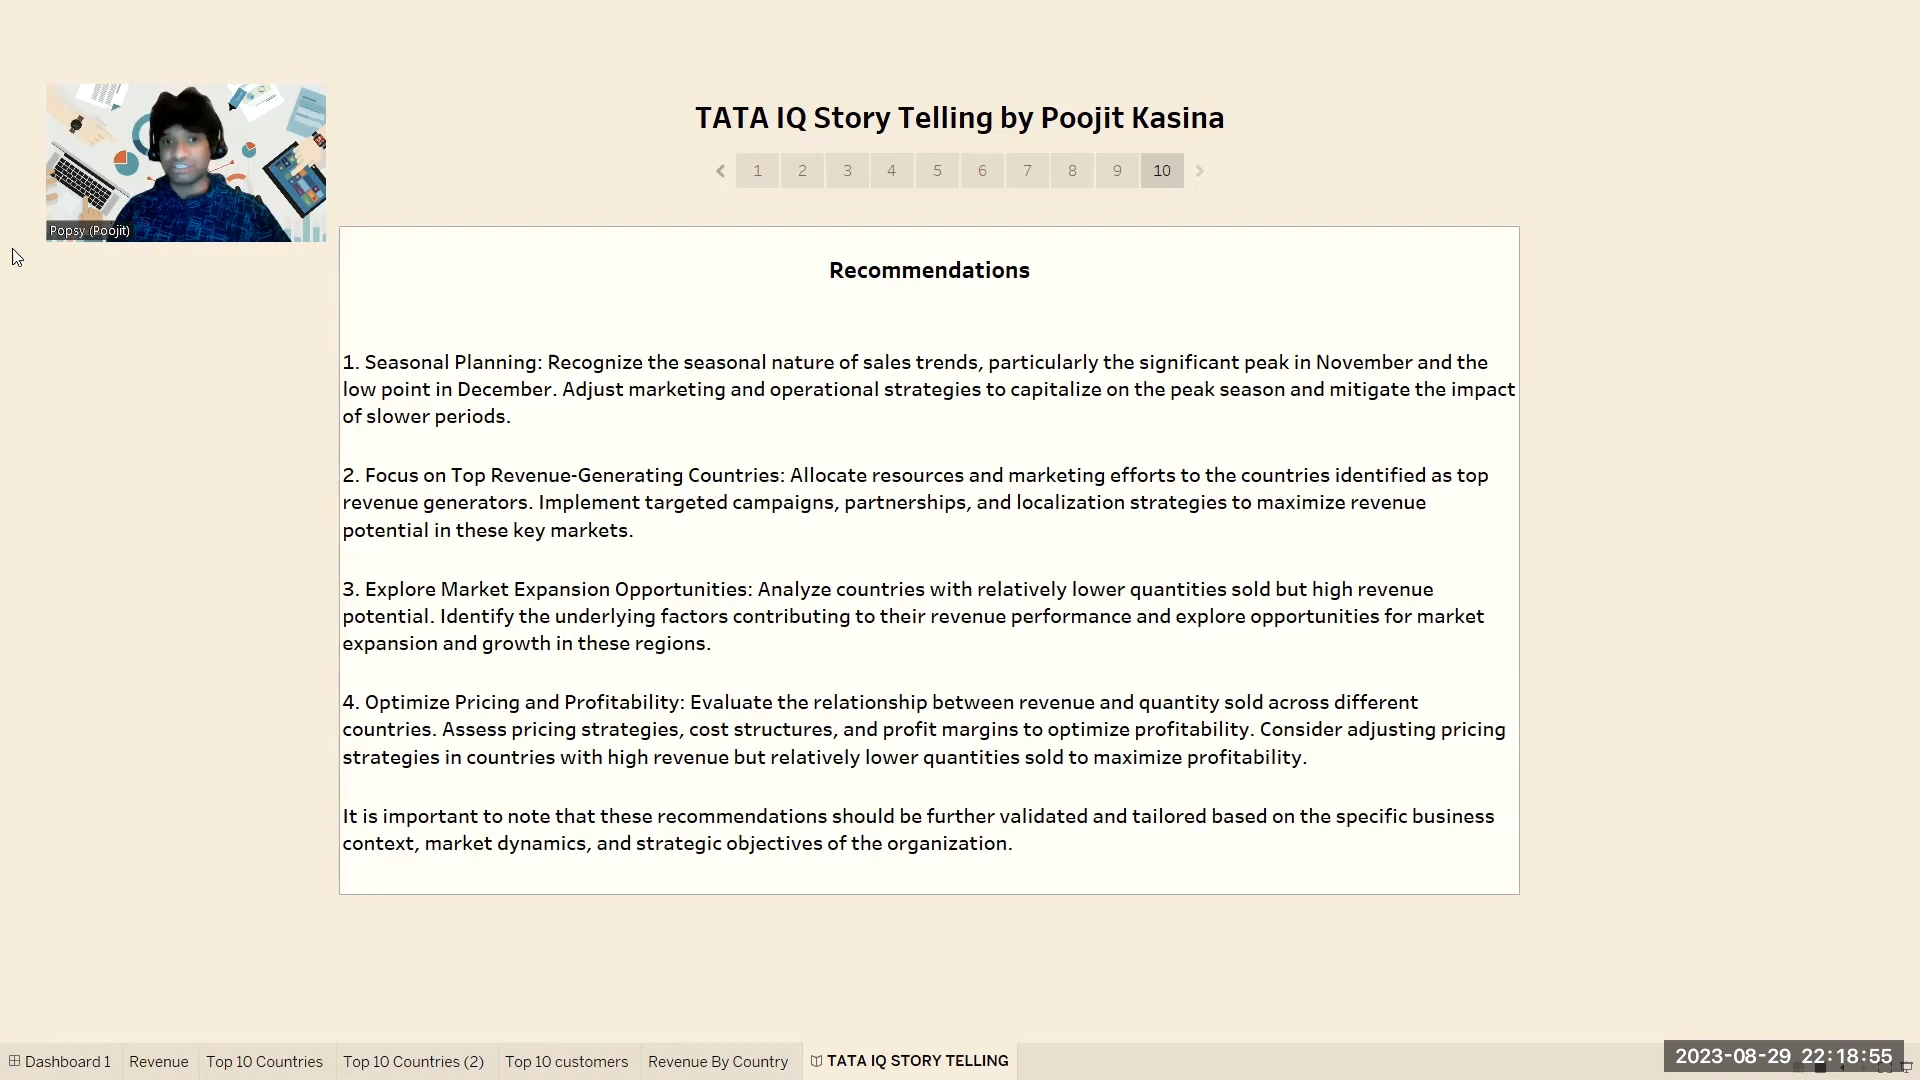 TATA IQ Story Telling by Poojit Kasina
1 2 3 4 5 6 7 8 9 10
Popsy (Poojit)
Recommendations
1. Seasonal Planning: Recognize the seasonal nature of sales trends, particularly the significant peak in November and the
low point in December. Adjust marketing and operational strategies to capitalize on the peak season and mitigate the impact
of slower periods.
2. Focus on Top Revenue-Generating Countries: Allocate resources and marketing efforts to the countries identified as top
revenue generators. Implement targeted campaigns, partnerships, and localization strategies to maximize revenue
potential in these key markets.
3. Explore Market Expansion Opportunities: Analyze countries with relatively lower quantities sold but high revenue
potential. Identify the underlying factors contributing to their revenue performance and explore opportunities for market
expansion and growth in these regions.
4. Optimize Pricing and Profitability: Evaluate the relationship between revenue and quantity sold across different
countries. Assess pricing strategies, cost structures, and profit margins to optimize profitability. Consider adjusting pricing
strategies in countries with high revenue but relatively lower quantities sold to maximize profitability.
It is important to note that these recommendations should be further validated and tailored based on the specific business
context, market dynamics, and strategic objectives of the organization.
Dashboard 1 Revenue Top 10 Countries Top 10 Countries (2) Top 10 customers Revenue By Country TATA IQ STORY TELLING
2023-08-29 22:18:55